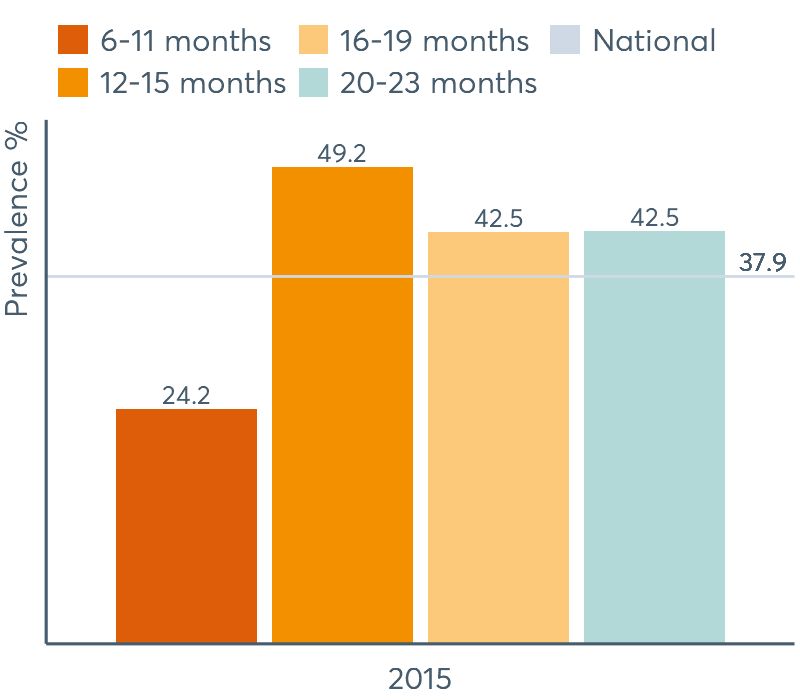 6-11 months 16-19 months National
12-15 months 20-23 months
Prevalence %
49.2
42.5 42.5
37.9
24.2
2015